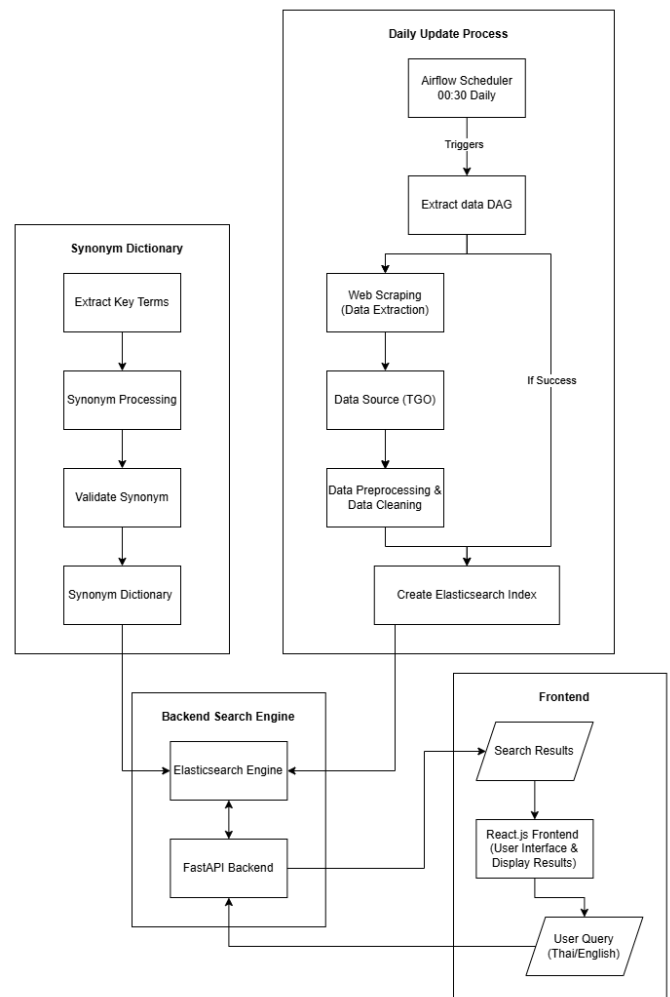 Daily Update Process
Airflow Scheduler
00:30 Daily
Triggers
Extract data DAG
Web Scraping
(Data Extraction)
If Success
Data Source (TGO)
Data Preprocessing &
Data Cleaning
Create Elasticsearch Index
Synonym Dictionary
Extract Key Terms
Synonym Processing
Validate Synonym
Synonym Dictionary
Backend Search Engine
Elasticsearch Engine
FastAPI Backend
Frontend
Search Results
React.js Frontend
(User Interface &
Display Results)
User Query
(Thai/English)